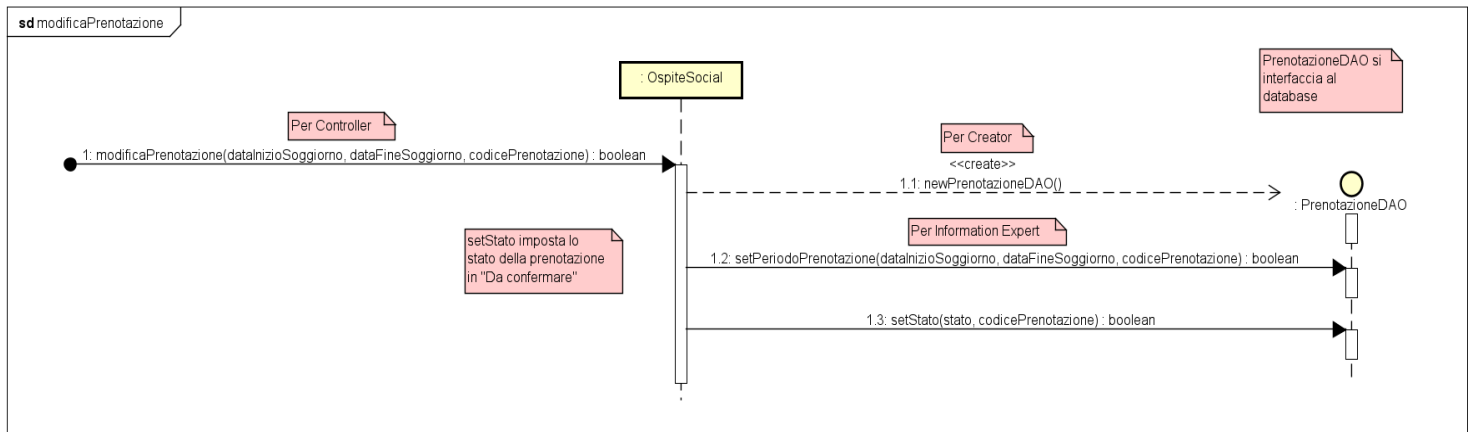 sd modificaPrenotazione
PrenotazioneDAO si
interfaccia al
database
: OspiteSocial
Per Controller
Per Creator
1: modificaPrenotazione(dataInizioSoggiorno, dataFineSoggiorno, codicePrenotazione) : boolean
<<create>>
1.1: newPrenotazioneDAO()
: PrenotazioneDAO
setStato imposta lo
stato della prenotazione
in "Da confermare"
Per Information Expert
1.2: setPeriodoPrenotazione(dataInizioSoggiorno, dataFineSoggiorno, codicePrenotazione) : boolean
1.3: setStato(stato, codicePrenotazione) : boolean